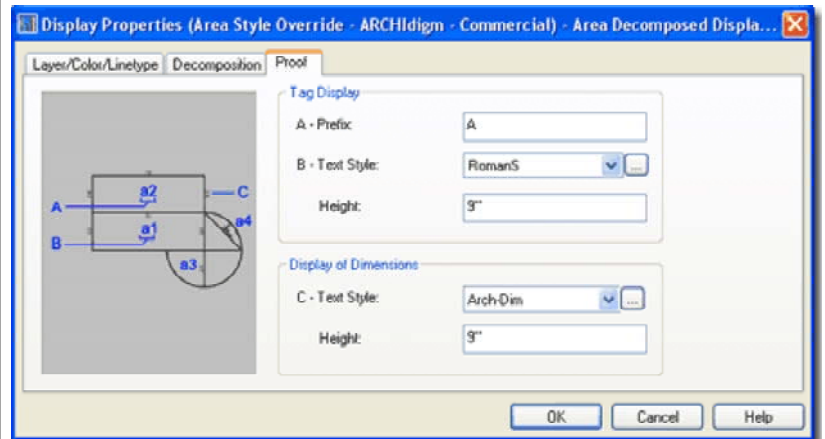 Display Properties (Area Style Override - ARCHIdigm - Commercial) - Area Decomposed Displa...
Layer/Color/Linetype Decomposition Proof
Tag Display
A - Prefix: A
B - Text Style: RomanS ...
Height: 9"
Display of Dimensions
C - Text Style: Arch-Dim ...
Height: 9"
a2
A C
a1 a4
B
a3
OK Cancel Help